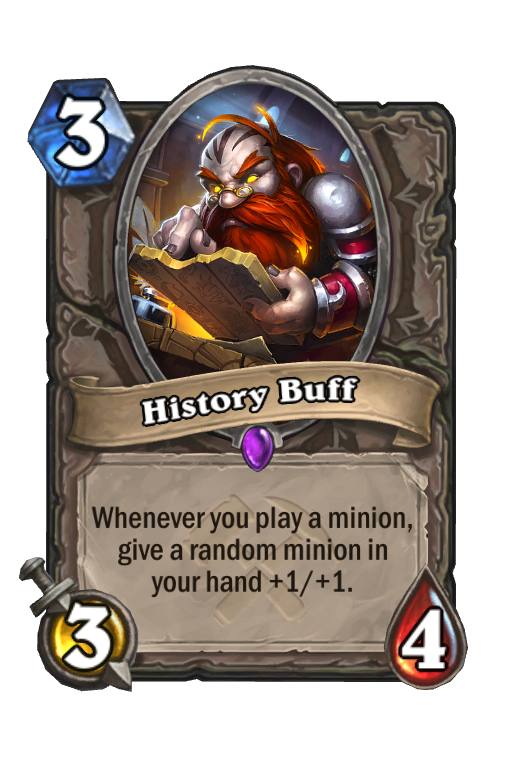 3
History Buff
Whenever you play a minion,
give a random minion in
your hand +1/+1.
3
4